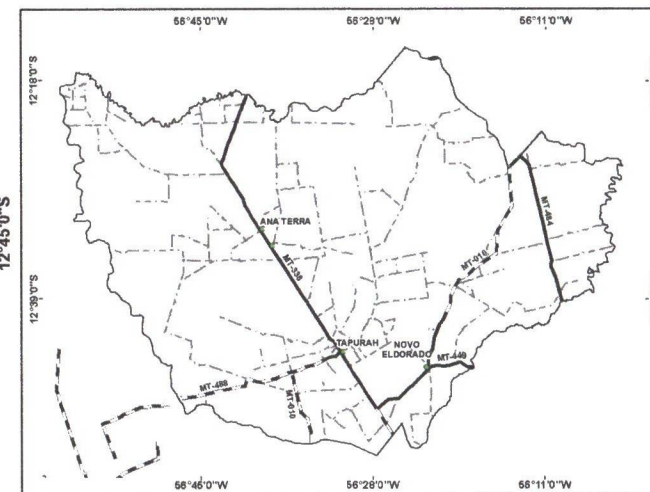 56°45'0"W 56°28'0"W 56°11'0"W
12°18'0"S
12°45'0"S
ANA TERRA
MT-484
MT-010
MT-338
12°39'0"S
TAPURAH
NOVO
ELDORADO
MT-449
MT-488
MT-010
56°45'0"W 56°28'0"W 56°11'0"W